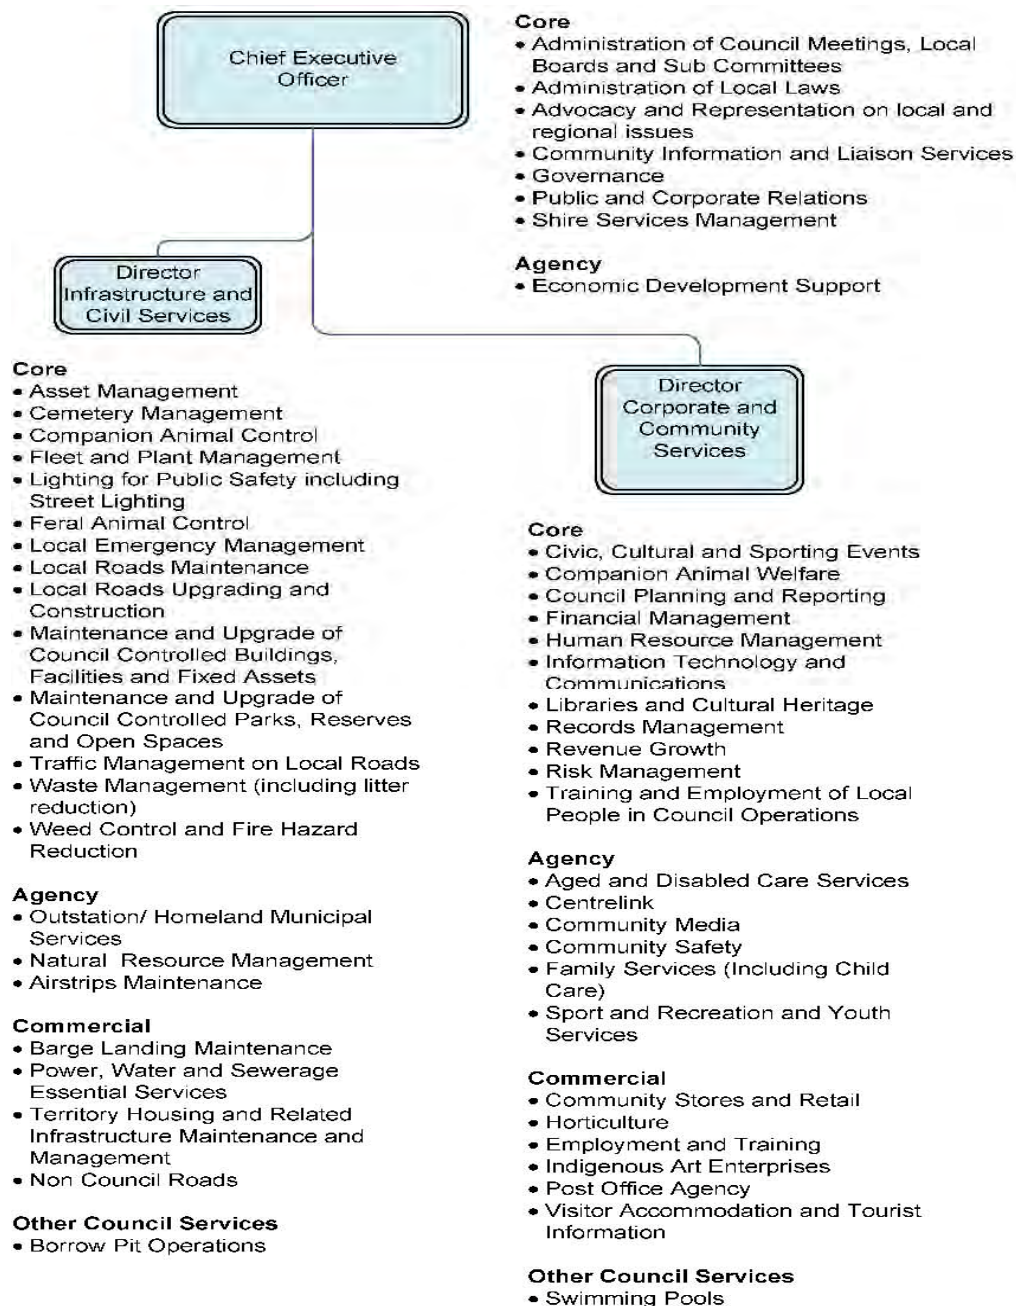 Chief Executive
Officer
Core
• Administration of Council Meetings, Local
Boards and Sub Committees
• Administration of Local Laws
• Advocacy and Representation on local and
regional issues
• Community Information and Liaison Services
• Governance
• Public and Corporate Relations
• Shire Services Management
Agency
• Economic Development Support
Director
Infrastructure and
Civil Services
Core
• Asset Management
• Cemetery Management
• Companion Animal Control
• Fleet and Plant Management
• Lighting for Public Safety including
Street Lighting
• Feral Animal Control
• Local Emergency Management
• Local Roads Maintenance
• Local Roads Upgrading and
Construction
• Maintenance and Upgrade of
Council Controlled Buildings,
Facilities and Fixed Assets
• Maintenance and Upgrade of
Council Controlled Parks, Reserves
and Open Spaces
• Traffic Management on Local Roads
• Waste Management (including litter
reduction)
• Weed Control and Fire Hazard
Reduction
Agency
• Outstation/ Homeland Municipal
Services
• Natural Resource Management
• Airstrips Maintenance
Commercial
• Barge Landing Maintenance
• Power, Water and Sewerage
Essential Services
• Territory Housing and Related
Infrastructure Maintenance and
Management
• Non Council Roads
Other Council Services
• Borrow Pit Operations
Director
Corporate and
Community
Services
Core
• Civic, Cultural and Sporting Events
• Companion Animal Welfare
• Council Planning and Reporting
• Financial Management
• Human Resource Management
• Information Technology and
Communications
• Libraries and Cultural Heritage
• Records Management
• Revenue Growth
• Risk Management
• Training and Employment of Local
People in Council Operations
Agency
• Aged and Disabled Care Services
• Centrelink
• Community Media
• Community Safety
• Family Services (Including Child
Care)
• Sport and Recreation and Youth
Services
Commercial
• Community Stores and Retail
• Horticulture
• Employment and Training
• Indigenous Art Enterprises
• Post Office Agency
• Visitor Accommodation and Tourist
Information
Other Council Services
• Swimming Pools